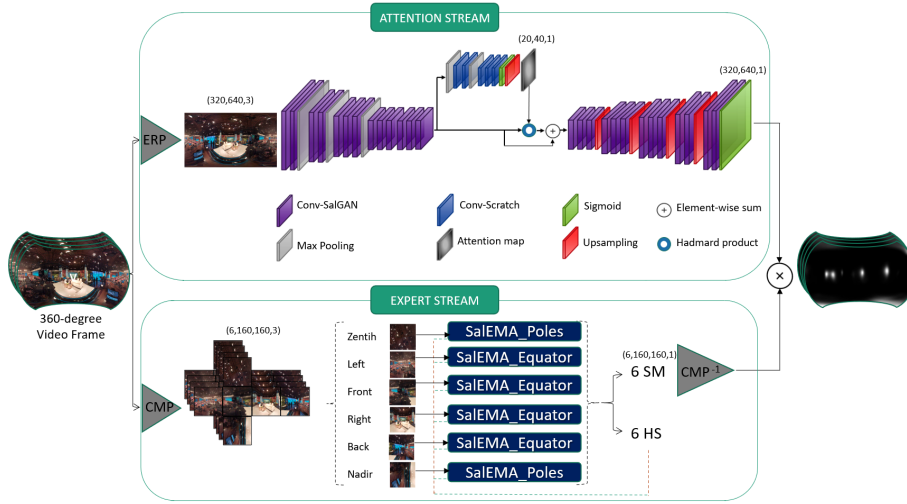 ATTENTION STREAM
(20,40,1)
(320,640,3)
(320,640,1)
ERP
Conv-SalGAN
Conv-Scratch
Sigmoid
Element-wise sum
Max Pooling
Attention map
Upsampling
Hadmard product
360-degree
Video Frame
EXPERT STREAM
(6,160,160,3)
CMP
Zentih
SalEMA_Poles
Left
SalEMA_Equator
Front
SalEMA_Equator
Right
SalEMA_Equator
Back
SalEMA_Equator
Nadir
SalEMA_Poles
(6,160,160,1)
6 SM
CMP-1
6 HS